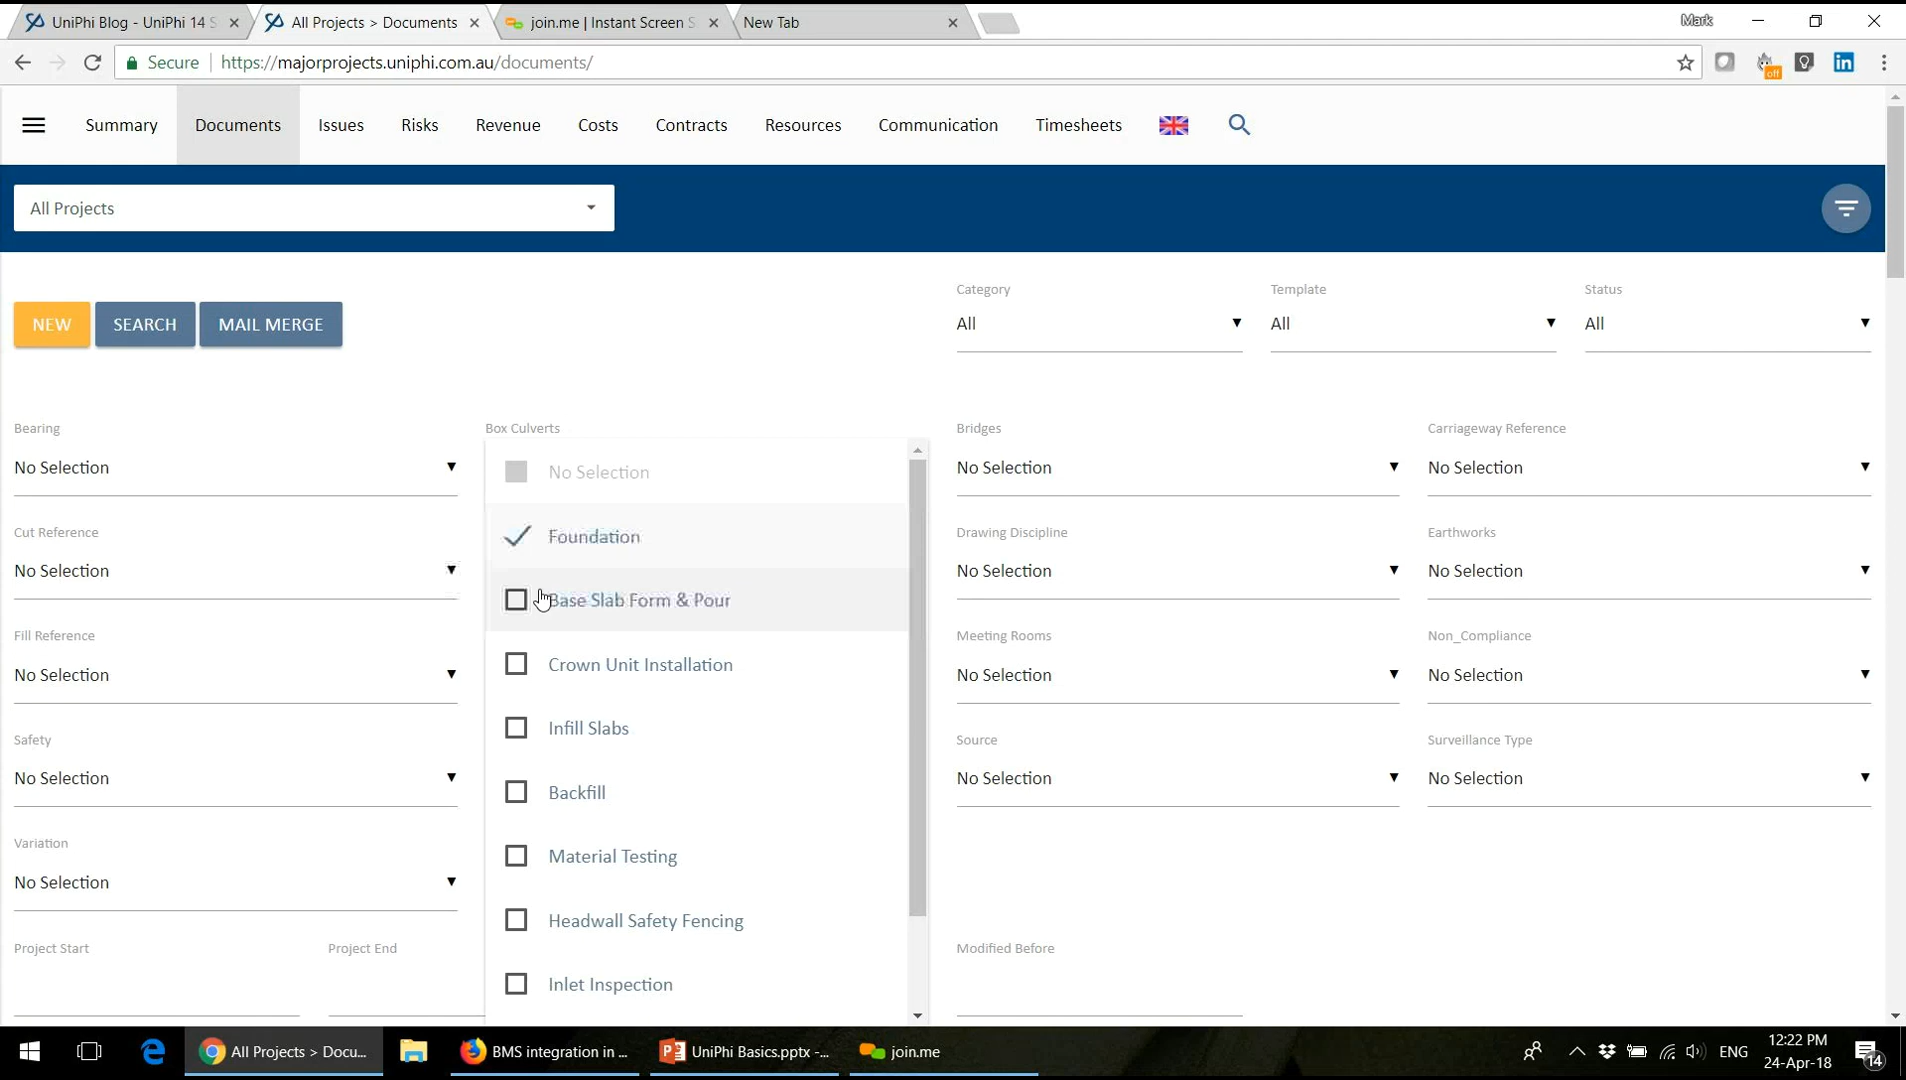 UniPhi Blog - UniPhi 14 S
All Projects > Documents
join.me | Instant Screen S
New Tab
Mark
Secure
https://majorprojects.uniphi.com.au/documents/
off
Summary
Documents
Issues
Risks
Revenue
Costs
Contracts
Resources
Communication
Timesheets
All Projects
NEW
SEARCH
MAIL MERGE
Category
Template
Status
All
All
All
Bearing
Box Culverts
Bridges
Carriageway Reference
No Selection
No Selection
No Selection
No Selection
Foundation
Cut Reference
Drawing Discipline
Earthworks
No Selection
No Selection
No Selection
Base Slab Form & Pour
Fill Reference
Meeting Rooms
Non_Compliance
No Selection
Crown Unit Installation
No Selection
No Selection
Infill Slabs
Safety
Source
Surveillance Type
No Selection
Backfill
No Selection
No Selection
Variation
Material Testing
No Selection
Headwall Safety Fencing
Project Start
Project End
Modified Before
Inlet Inspection
All Projects > Docu...
BMS integration in ...
UniPhi Basics.pptx -...
join.me
ENG
12:22 PM
24-Apr-18
14